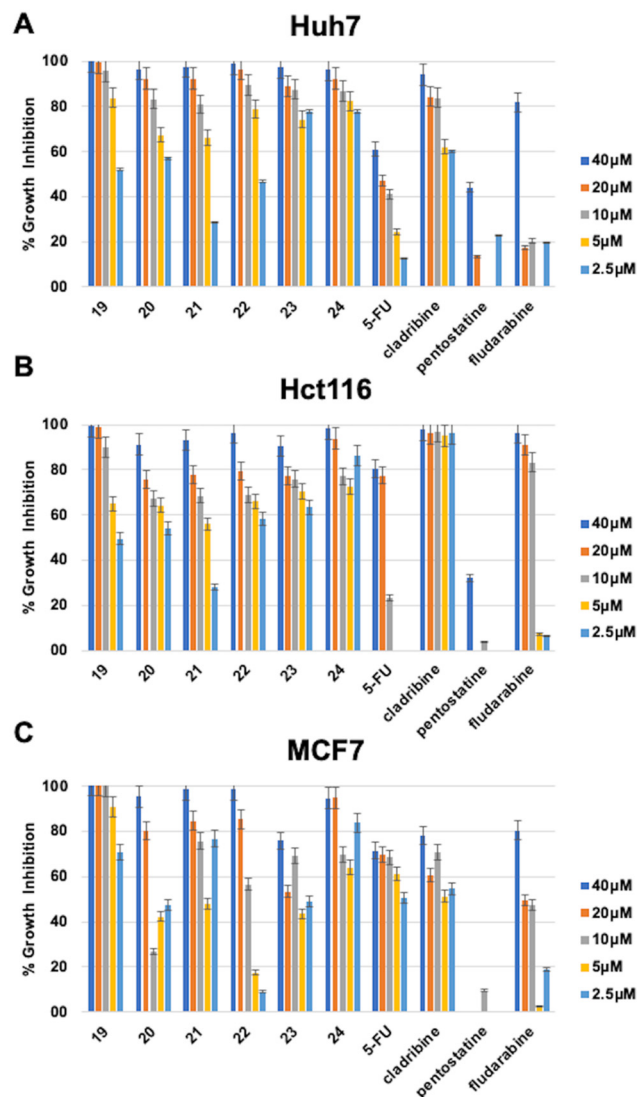 A
Huh7
% Growth Inhibition
100
80
60
40
20
00
19 20 21 22 23 24 5-FU cladribine pentostatine fludarabine
40μM
20μM
10μM
5μM
2.5μM
B
Hct116
% Growth Inhibition
100
80
60
40
20
00
19 20 21 22 23 24 5-FU cladribine pentostatine fludarabine
40μM
20μM
10μM
5μM
2.5μM
C
MCF7
% Growth Inhibition
100
80
60
40
20
00
19 20 21 22 23 24 5-FU cladribine pentostatine fludarabine
40μM
20μM
10μM
5μM
2.5μM